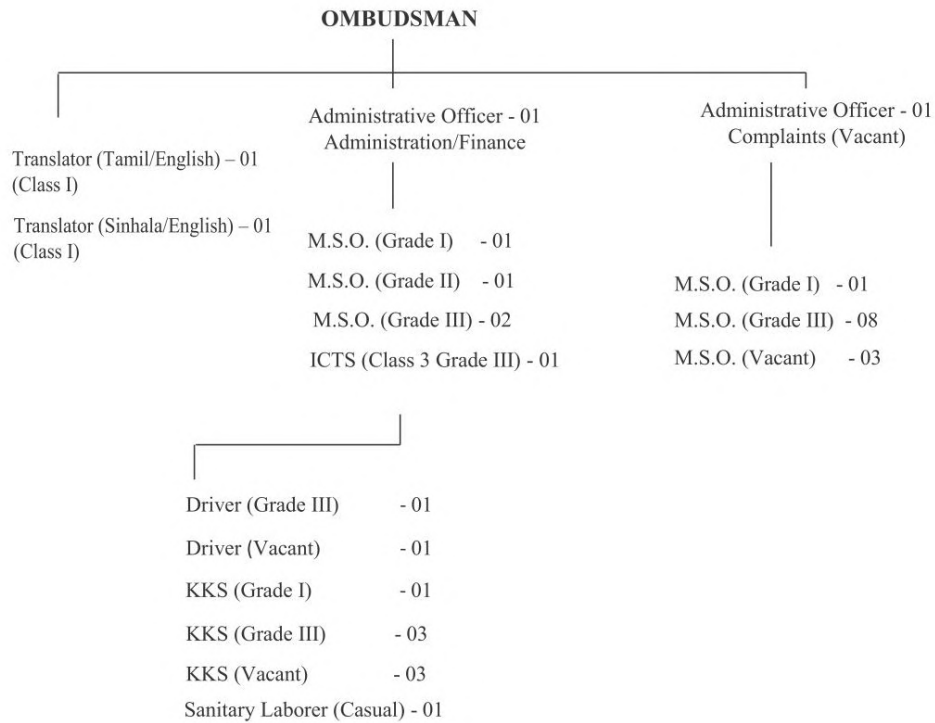 OMBUDSMAN
Translator (Tamil/English) – 01
(Class I)
Translator (Sinhala/English) – 01
(Class I)
Administrative Officer - 01
Administration/Finance
M.S.O. (Grade I) - 01
M.S.O. (Grade II) - 01
M.S.O. (Grade III) - 02
ICTS (Class 3 Grade III) - 01
Driver (Grade III) - 01
Driver (Vacant) - 01
KKS (Grade I) - 01
KKS (Grade III) - 03
KKS (Vacant) - 03
Sanitary Laborer (Casual) - 01
Administrative Officer - 01
Complaints (Vacant)
M.S.O. (Grade I) - 01
M.S.O. (Grade III) - 08
M.S.O. (Vacant) - 03